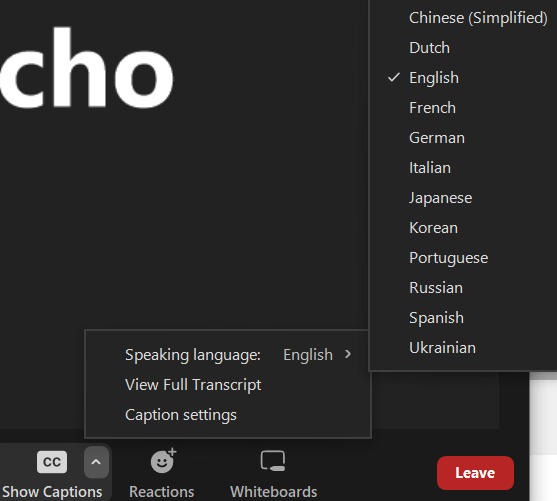 cho
Chinese (Simplified)
Dutch
English
French
German
Italian
Japanese
Korean
Portuguese
Russian
Spanish
Ukrainian
Speaking language: English
View Full Transcript
Caption settings
CC
Show Captions
Reactions
Whiteboards
Leave